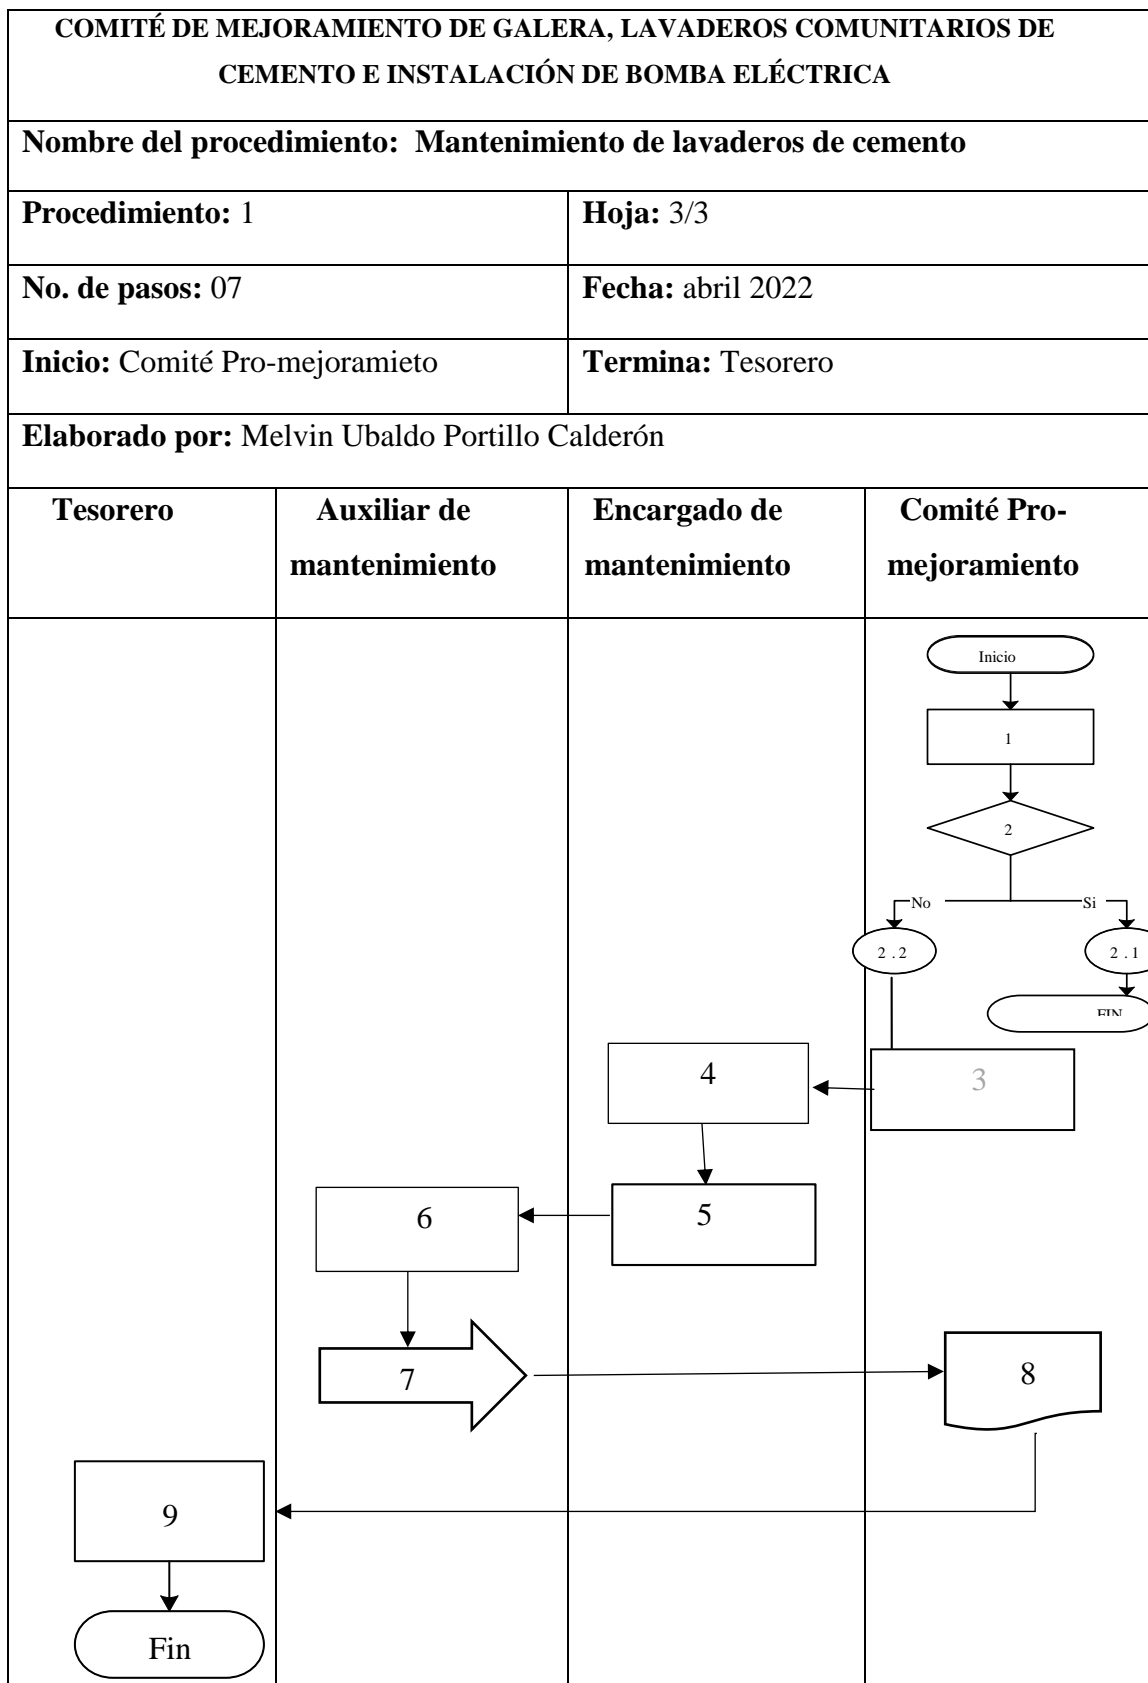 COMITÉ DE MEJORAMIENTO DE GALERA, LAVADEROS COMUNITARIOS DE
CEMENTO E INSTALACIÓN DE BOMBA ELÉCTRICA
Nombre del procedimiento: Mantenimiento de lavaderos de cemento
Procedimiento: 1
Hoja: 3/3
No. de pasos: 07
Fecha: abril 2022
Inicio: Comité Pro-mejoramieto
Termina: Tesorero
Elaborado por: Melvin Ubaldo Portillo Calderón
Tesorero
Auxiliar de
mantenimiento
Encargado de
mantenimiento
Comité Pro-
mejoramiento
Inicio
1
2
No
Si
2 . 2
2 . 1
FIN
4
3
6
5
7
8
9
Fin